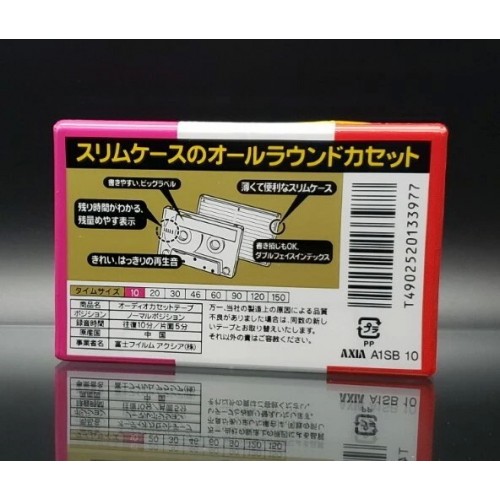 スリムケースのオールラウンドカセット
書きやすい、ビッグラベル
薄くて便利なスリムケース
残り時間がわかる、
残量めやす表示
書き損じもOK、
ダブルフェイスインデックス
きれい、はっきりの再生音
タイムサイズ 10 20 30 46 60 90 120 150
商品名 オーディオカセットテープ
ポジション ノーマルポジション
録音時間 往復10分/片面5分
原産国 中国
事業者名 富士フイルム アクシア(株)
万一、当社の製造上の原因による品質
不良がありました場合は、同数の新し
いテープとお取り替えいたします。
それ以外の責はご容赦ください。
T4902520133977
プラ
PP
AXIA A1SB 10